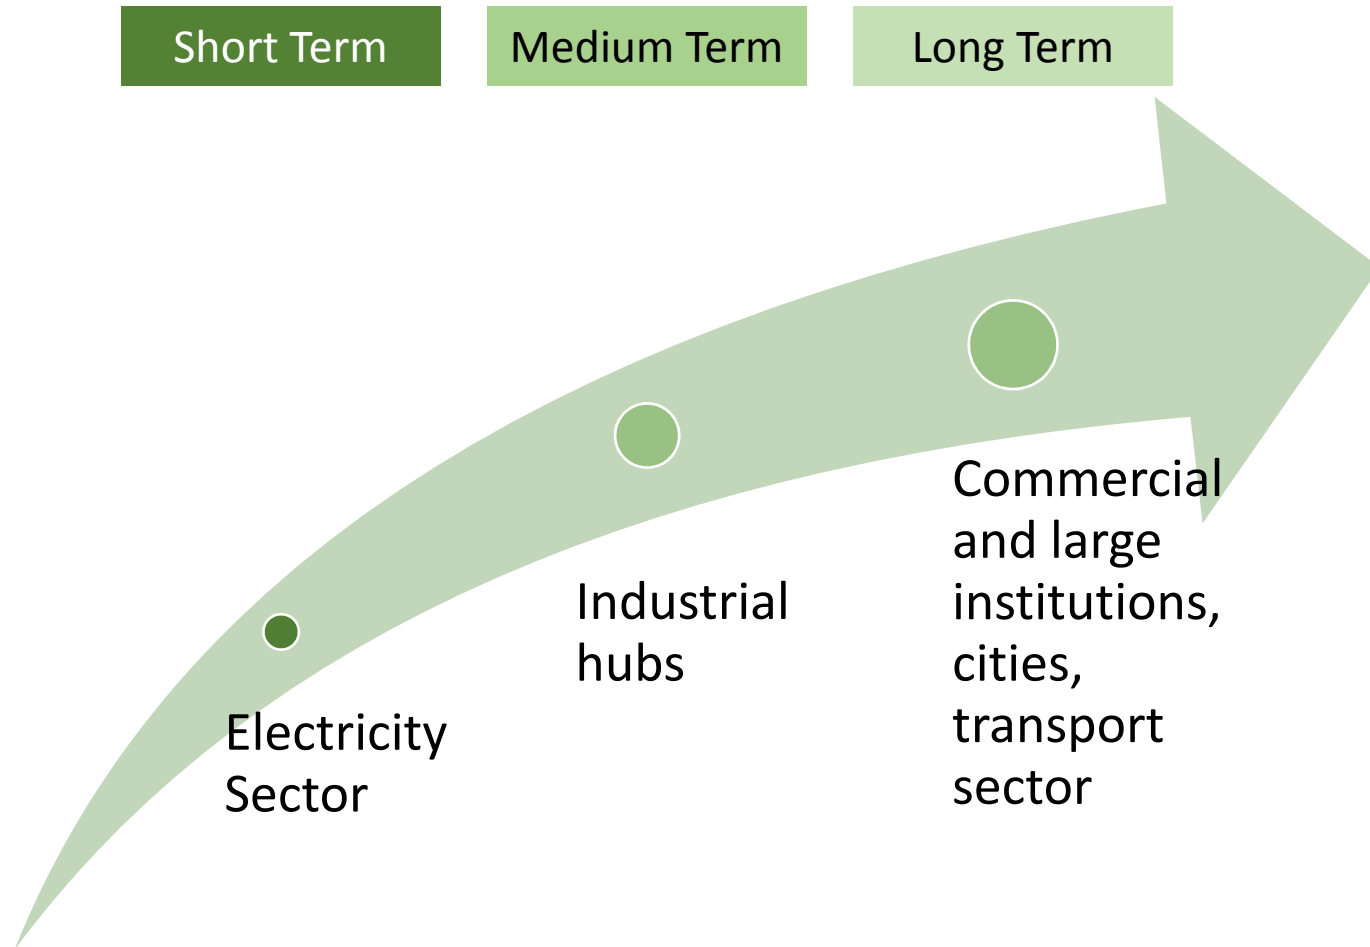 Short Term
Medium Term
Long Term
Electricity
Sector
Industrial
hubs
Commercial
and large
institutions,
cities,
transport
sector